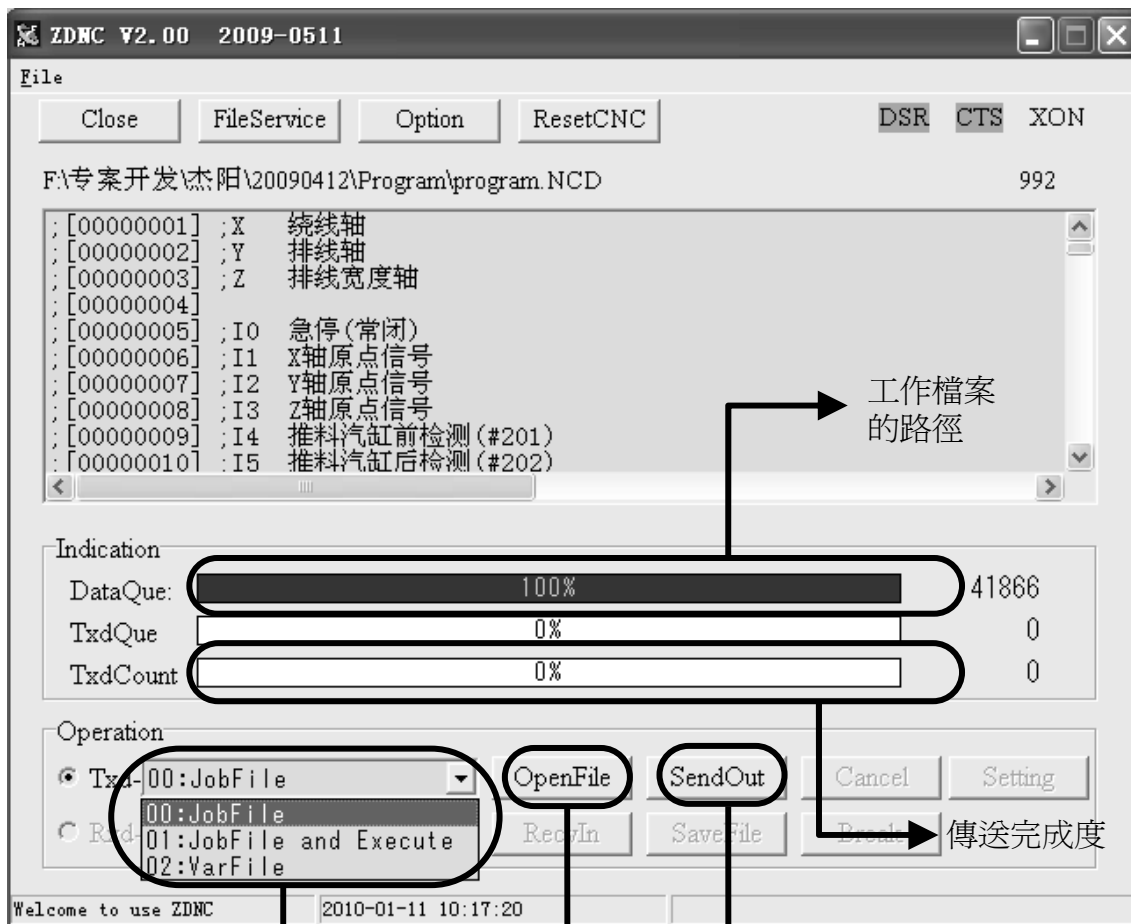 ZDNC V2.00 2009-0511
File
Close FileService Option ResetCNC DSR CTS XON
F:\专案开发\杰阳\20090412\Program\program.NCD 992
;[00000001] ;X 绕线轴
;[00000002] ;Y 排线轴
;[00000003] ;Z 排线宽度轴
;[00000004]
;[00000005] ;I0 急停(常闭)
;[00000006] ;I1 X轴原点信号
;[00000007] ;I2 Y轴原点信号
;[00000008] ;I3 Z轴原点信号
;[00000009] ;I4 推料汽缸前检测(#201)
;[00000010] ;I5 推料汽缸后检测(#202)
工作檔案
的路徑
Indication
DataQue: 100% 41866
TxdQue 0% 0
TxdCount 0% 0
Operation
Txd- 00:JobFile OpenFile SendOut Cancel Setting
00:JobFile
Rxd- 01:JobFile and Execute RecvIn SaveFile Break
02:VarFile
傳送完成度
Welcome to use ZDNC 2010-01-11 10:17:20